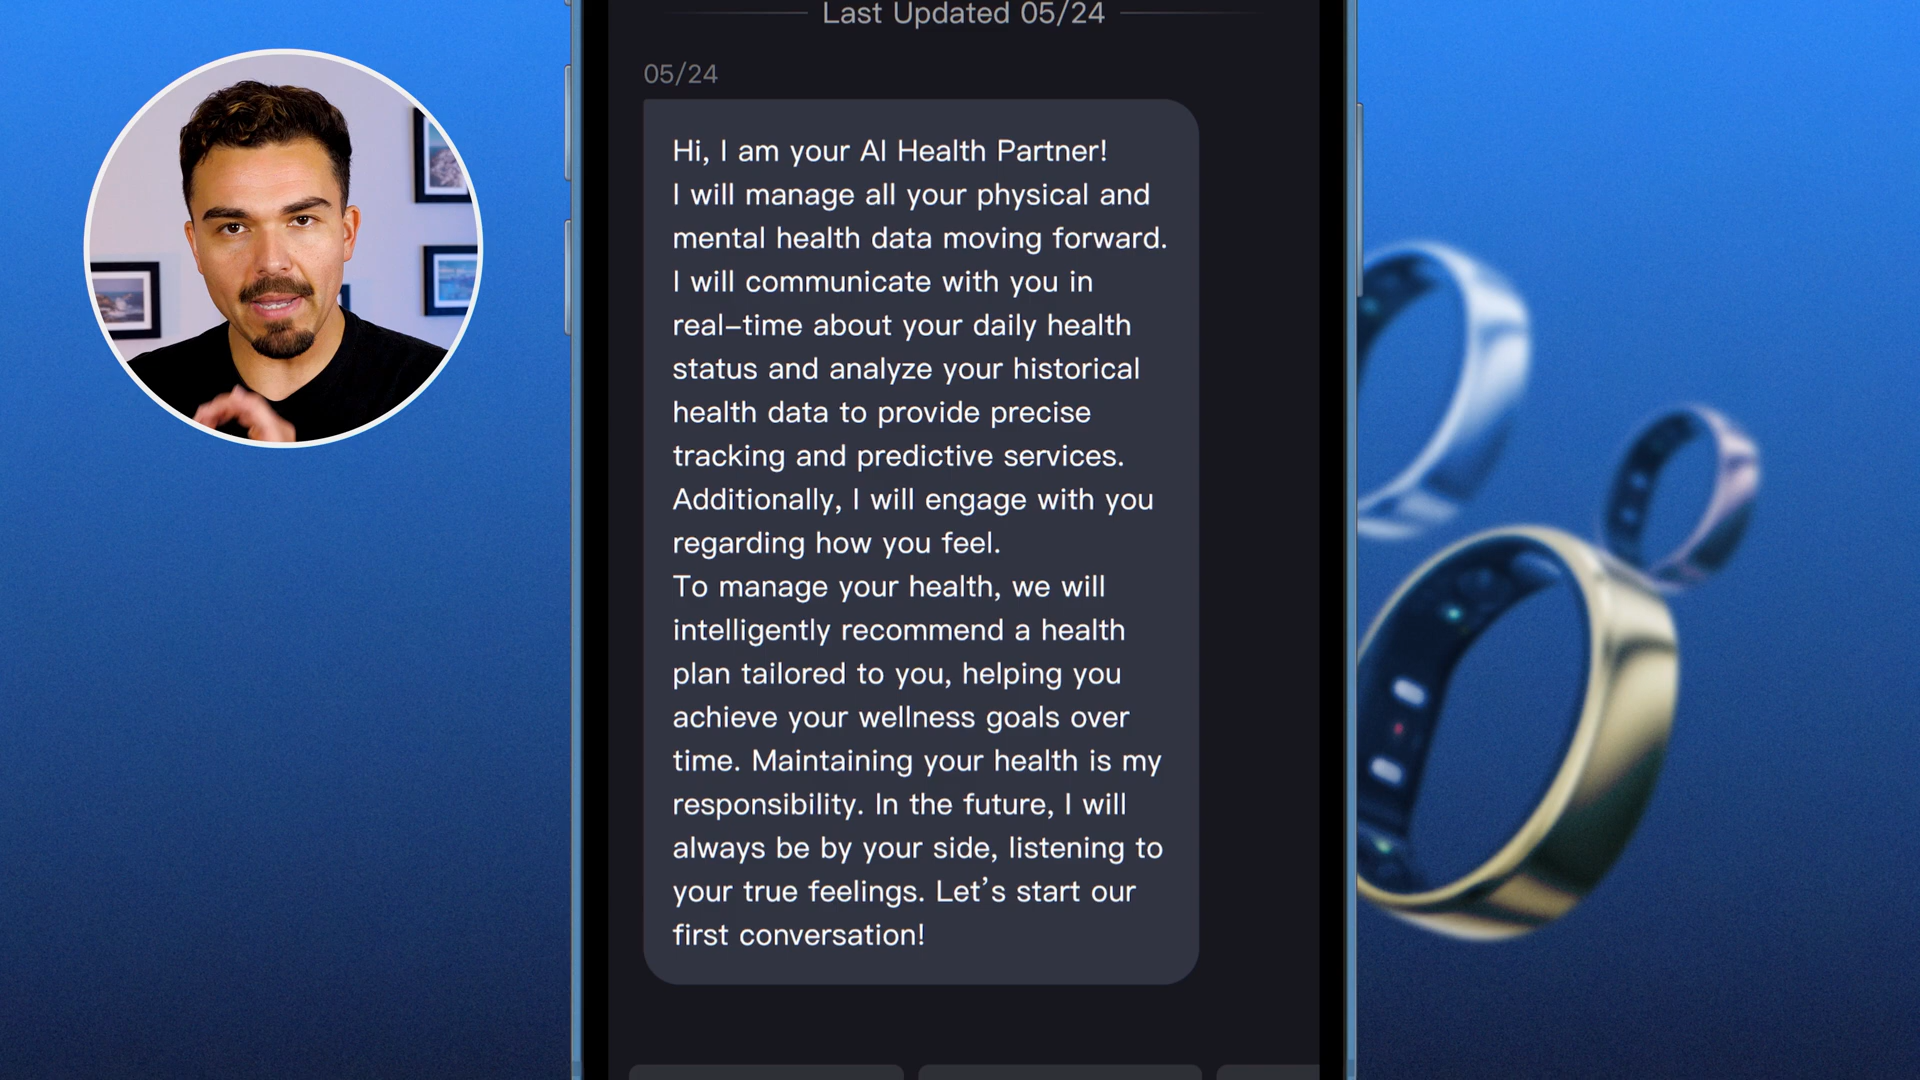 Last Updated 05/24
05/24
Hi, I am your AI Health Partner!
I will manage all your physical and
mental health data moving forward.
I will communicate with you in
real–time about your daily health
status and analyze your historical
health data to provide precise
tracking and predictive services.
Additionally, I will engage with you
regarding how you feel.
To manage your health, we will
intelligently recommend a health
plan tailored to you, helping you
achieve your wellness goals over
time. Maintaining your health is my
responsibility. In the future, I will
always be by your side, listening to
your true feelings. Let’s start our
first conversation!